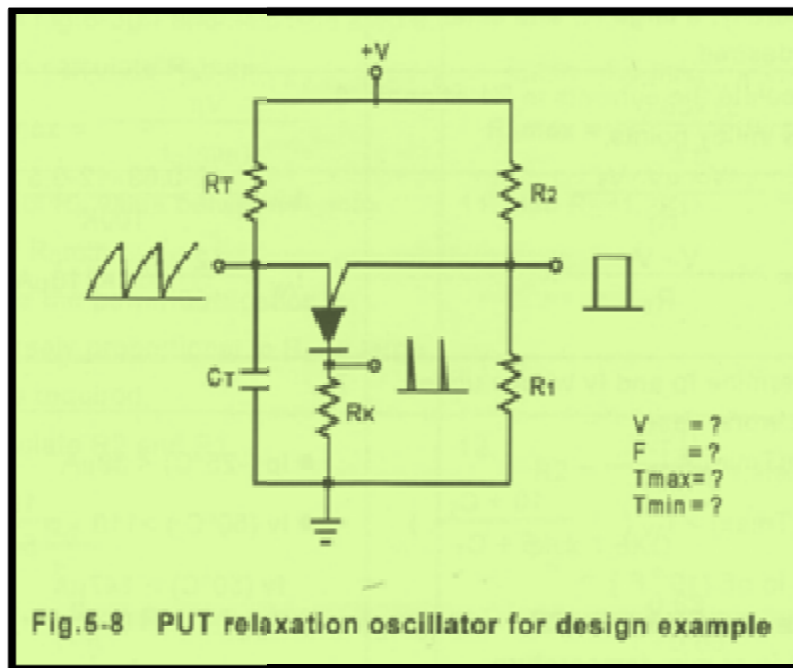 +V
RT
R2
CT
RK
R1
V = ?
F = ?
Tmax= ?
Tmin= ?
Fig.5-8 PUT relaxation oscillator for design example